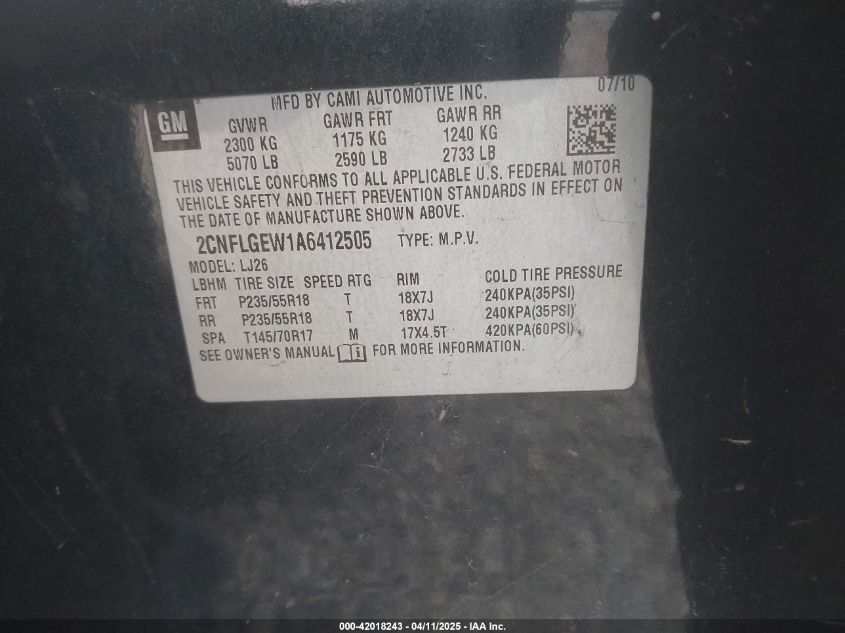 GM
MFD BY CAMI AUTOMOTIVE INC. 07/10
GVWR GAWR FRT GAWR RR
2300 KG 1175 KG 1240 KG
5070 LB 2590 LB 2733 LB
THIS VEHICLE CONFORMS TO ALL APPLICABLE U.S. FEDERAL MOTOR
VEHICLE SAFETY AND THEFT PREVENTION STANDARDS IN EFFECT ON
THE DATE OF MANUFACTURE SHOWN ABOVE.
2CNFLGEW1A6412505 TYPE: M.P.V.
MODEL: LJ26
LBHM TIRE SIZE SPEED RTG RIM COLD TIRE PRESSURE
FRT P235/55R18 T 18X7J 240KPA(35PSI)
RR P235/55R18 T 18X7J 240KPA(35PSI)
SPA T145/70R17 M 17X4.5T 420KPA(60PSI)
SEE OWNER'S MANUAL FOR MORE INFORMATION.
000-42018243 - 04/11/2025 - IAA Inc.